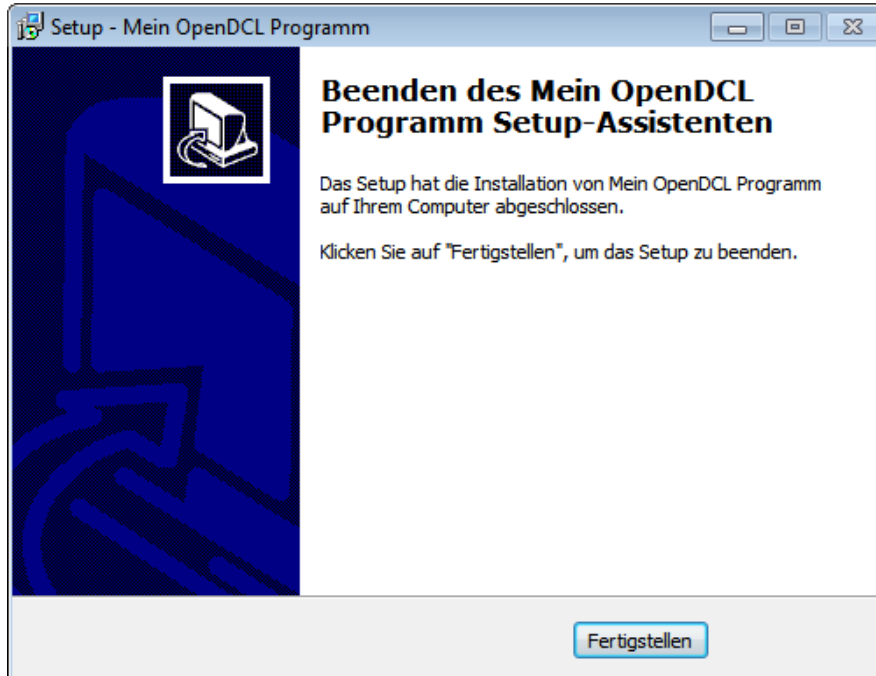 Setup - Mein OpenDCL Programm
Beenden des Mein OpenDCL
Programm Setup-Assistenten
Das Setup hat die Installation von Mein OpenDCL Programm
auf Ihrem Computer abgeschlossen.
Klicken Sie auf "Fertigstellen", um das Setup zu beenden.
Fertigstellen